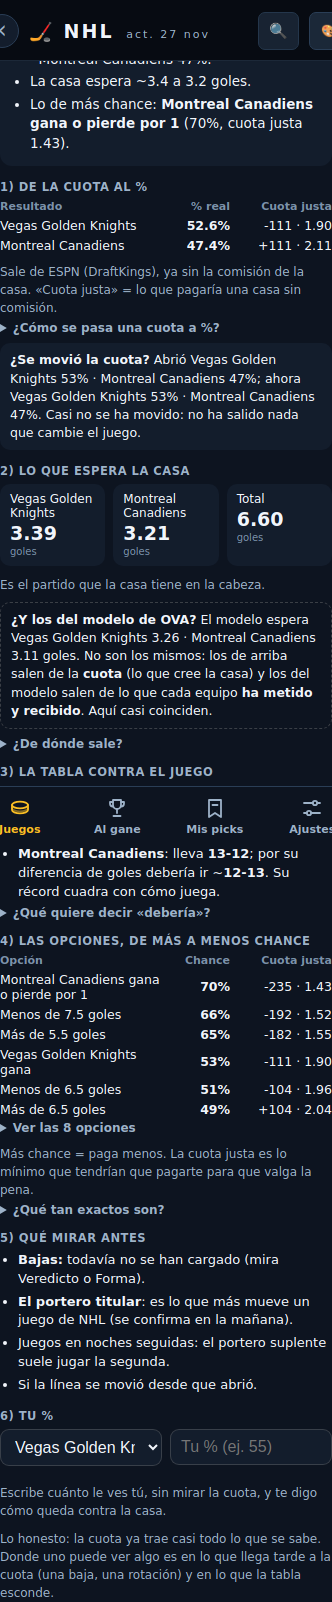 NHL act. 27 nov
Montreal Canadiens 47%.
• La casa espera ~3.4 a 3.2 goles.
• Lo de más chance: Montreal Canadiens
gana o pierde por 1 (70%, cuota justa
1.43).
1) DE LA CUOTA AL %
Resultado % real Cuota justa
Vegas Golden Knights 52.6% -111 · 1.90
Montreal Canadiens 47.4% +111 · 2.11
Sale de ESPN (DraftKings), ya sin la comisión de la
casa. «Cuota justa» = lo que pagaría una casa sin
comisión.
▶ ¿Cómo se pasa una cuota a %?
¿Se movió la cuota? Abrió Vegas Golden
Knights 53% · Montreal Canadiens 47%; ahora
Vegas Golden Knights 53% · Montreal Canadiens
47%. Casi no se ha movido: no ha salido nada
que cambie el juego.
2) LO QUE ESPERA LA CASA
Vegas Golden
Knights
3.39
goles
Montreal
Canadiens
3.21
goles
Total
6.60
goles
Es el partido que la casa tiene en la cabeza.
¿Y los del modelo de OVA? El modelo espera
Vegas Golden Knights 3.26 · Montreal Canadiens
3.11 goles. No son los mismos: los de arriba
salen de la cuota (lo que cree la casa) y los del
modelo salen de lo que cada equipo ha metido
y recibido. Aquí casi coinciden.
▶ ¿De dónde sale?
3) LA TABLA CONTRA EL JUEGO
Juegos
Al gane
Mis picks
Ajustes
• Montreal Canadiens: lleva 13-12; por su
diferencia de goles debería ir ~12-13. Su
récord cuadra con cómo juega.
▶ ¿Qué quiere decir «debería»?
4) LAS OPCIONES, DE MÁS A MENOS CHANCE
Opción Chance Cuota justa
Montreal Canadiens gana
o pierde por 1 70% -235 · 1.43
Menos de 7.5 goles 66% -192 · 1.52
Más de 5.5 goles 65% -182 · 1.55
Vegas Golden Knights
gana 53% -111 · 1.90
Menos de 6.5 goles 51% -104 · 1.96
Más de 6.5 goles 49% +104 · 2.04
▶ Ver las 8 opciones
Más chance = paga menos. La cuota justa es lo
mínimo que tendrían que pagarte para que valga la
pena.
▶ ¿Qué tan exactos son?
5) QUÉ MIRAR ANTES
• Bajas: todavía no se han cargado (mira
Veredicto o Forma).
• El portero titular: es lo que más mueve un
juego de NHL (se confirma en la mañana).
• Juegos en noches seguidas: el portero suplente
suele jugar la segunda.
• Si la línea se movió desde que abrió.
6) TU %
Vegas Golden Kr
Tu % (ej. 55)
Escribe cuánto le ves tú, sin mirar la cuota, y te digo
cómo queda contra la casa.
Lo honesto: la cuota ya trae casi todo lo que se sabe.
Donde uno puede ver algo es en lo que llega tarde a la
cuota (una baja, una rotación) y en lo que la tabla
esconde.